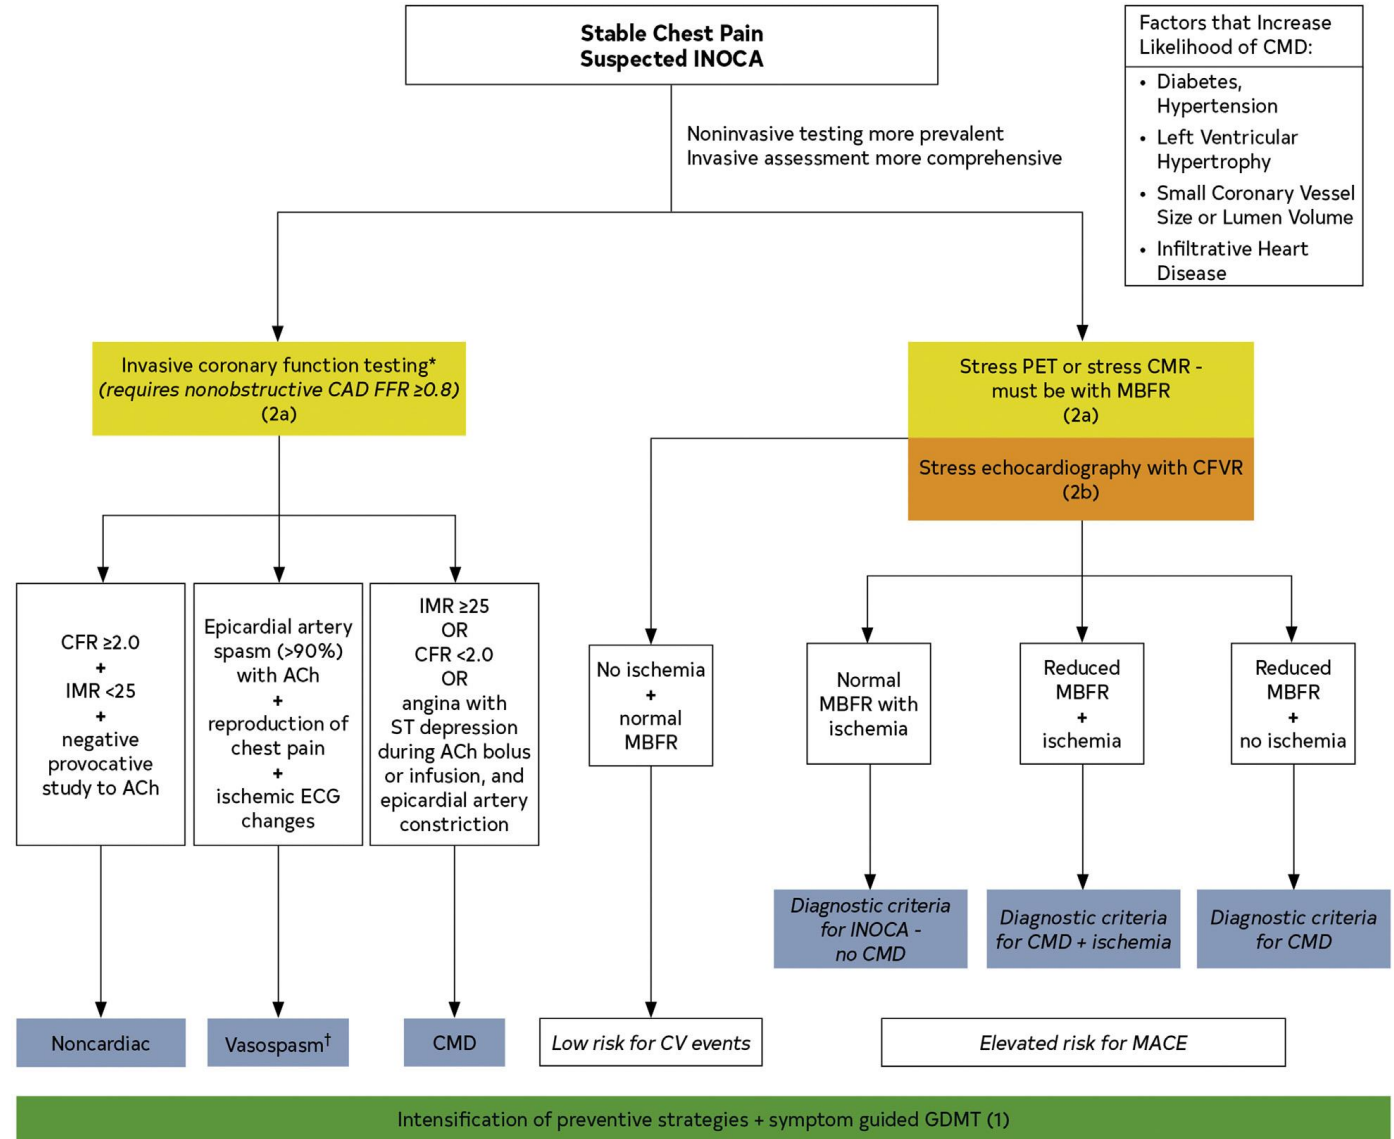 Stable Chest Pain
Suspected INOCA
Factors that Increase
Likelihood of CMD:
• Diabetes,
Hypertension
• Left Ventricular
Hypertrophy
• Small Coronary Vessel
Size or Lumen Volume
• Infiltrative Heart
Disease
Noninvasive testing more prevalent
Invasive assessment more comprehensive
Invasive coronary function testing*
(requires nonobstructive CAD FFR ≥0.8)
(2a)
Stress PET or stress CMR -
must be with MBFR
(2a)
Stress echocardiography with CFVR
(2b)
CFR ≥2.0
+
IMR <25
+
negative
provocative
study to ACh
Epicardial artery
spasm (>90%)
with ACh
+
reproduction of
chest pain
+
ischemic ECG
changes
IMR ≥25
OR
CFR <2.0
OR
angina with
ST depression
during ACh bolus
or infusion, and
epicardial artery
constriction
No ischemia
+
normal
MBFR
Normal
MBFR with
ischemia
Reduced
MBFR
+
ischemia
Reduced
MBFR
+
no ischemia
Diagnostic criteria
for INOCA -
no CMD
Diagnostic criteria
for CMD + ischemia
Diagnostic criteria
for CMD
Noncardiac
Vasospasm†
CMD
Low risk for CV events
Elevated risk for MACE
Intensification of preventive strategies + symptom guided GDMT (1)